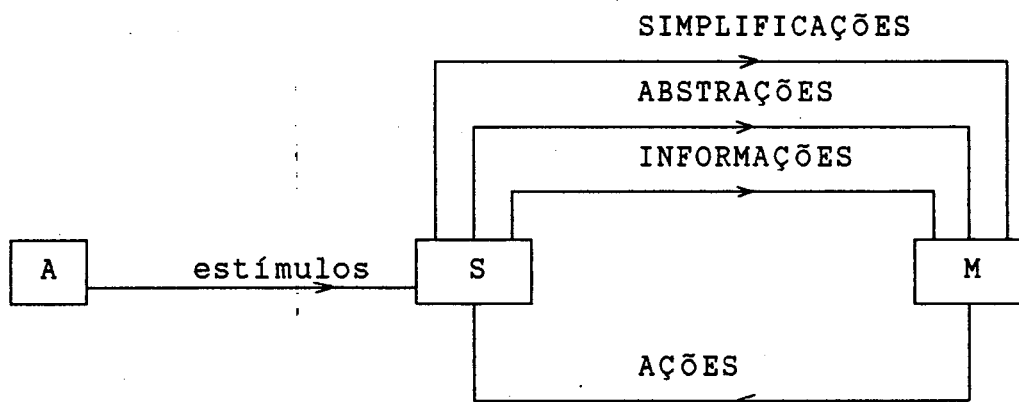 SIMPLIFICAÇõES
ABSTRAÇõES
INFORMAÇõES
A estímulos S M
AÇõES